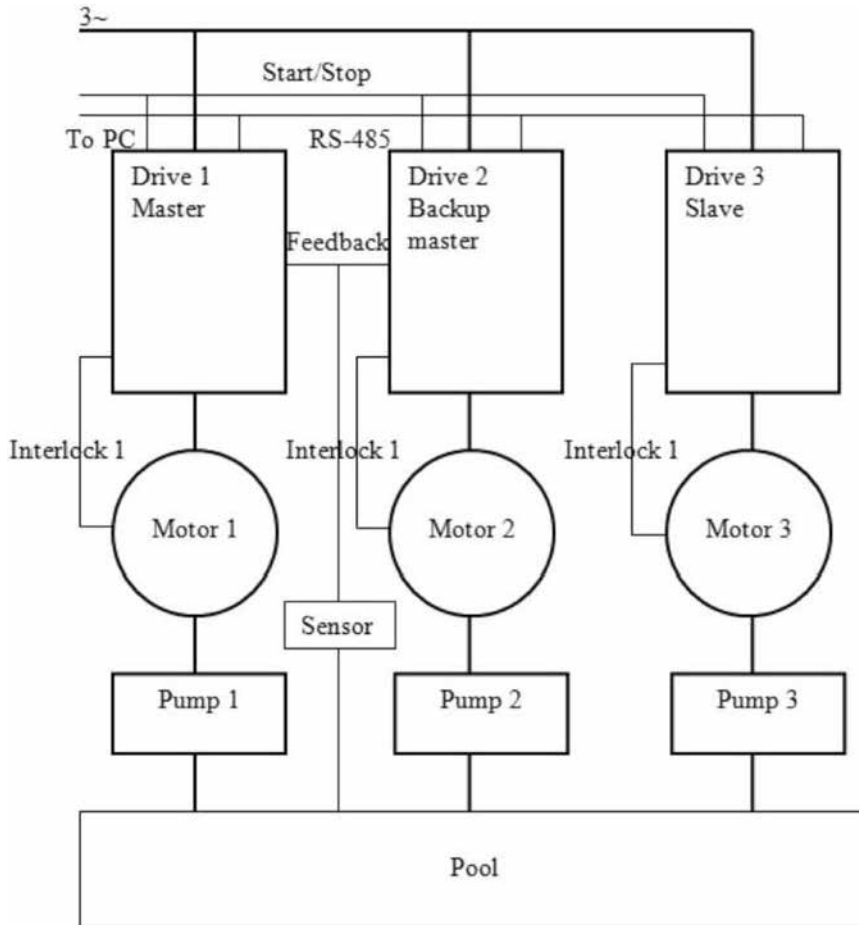 3~
Start/Stop
To PC
RS-485
Drive 1
Master
Drive 2
Backup
master
Drive 3
Slave
Feedback
Interlock 1
Interlock 1
Interlock 1
Motor 1
Motor 2
Motor 3
Sensor
Pump 1
Pump 2
Pump 3
Pool